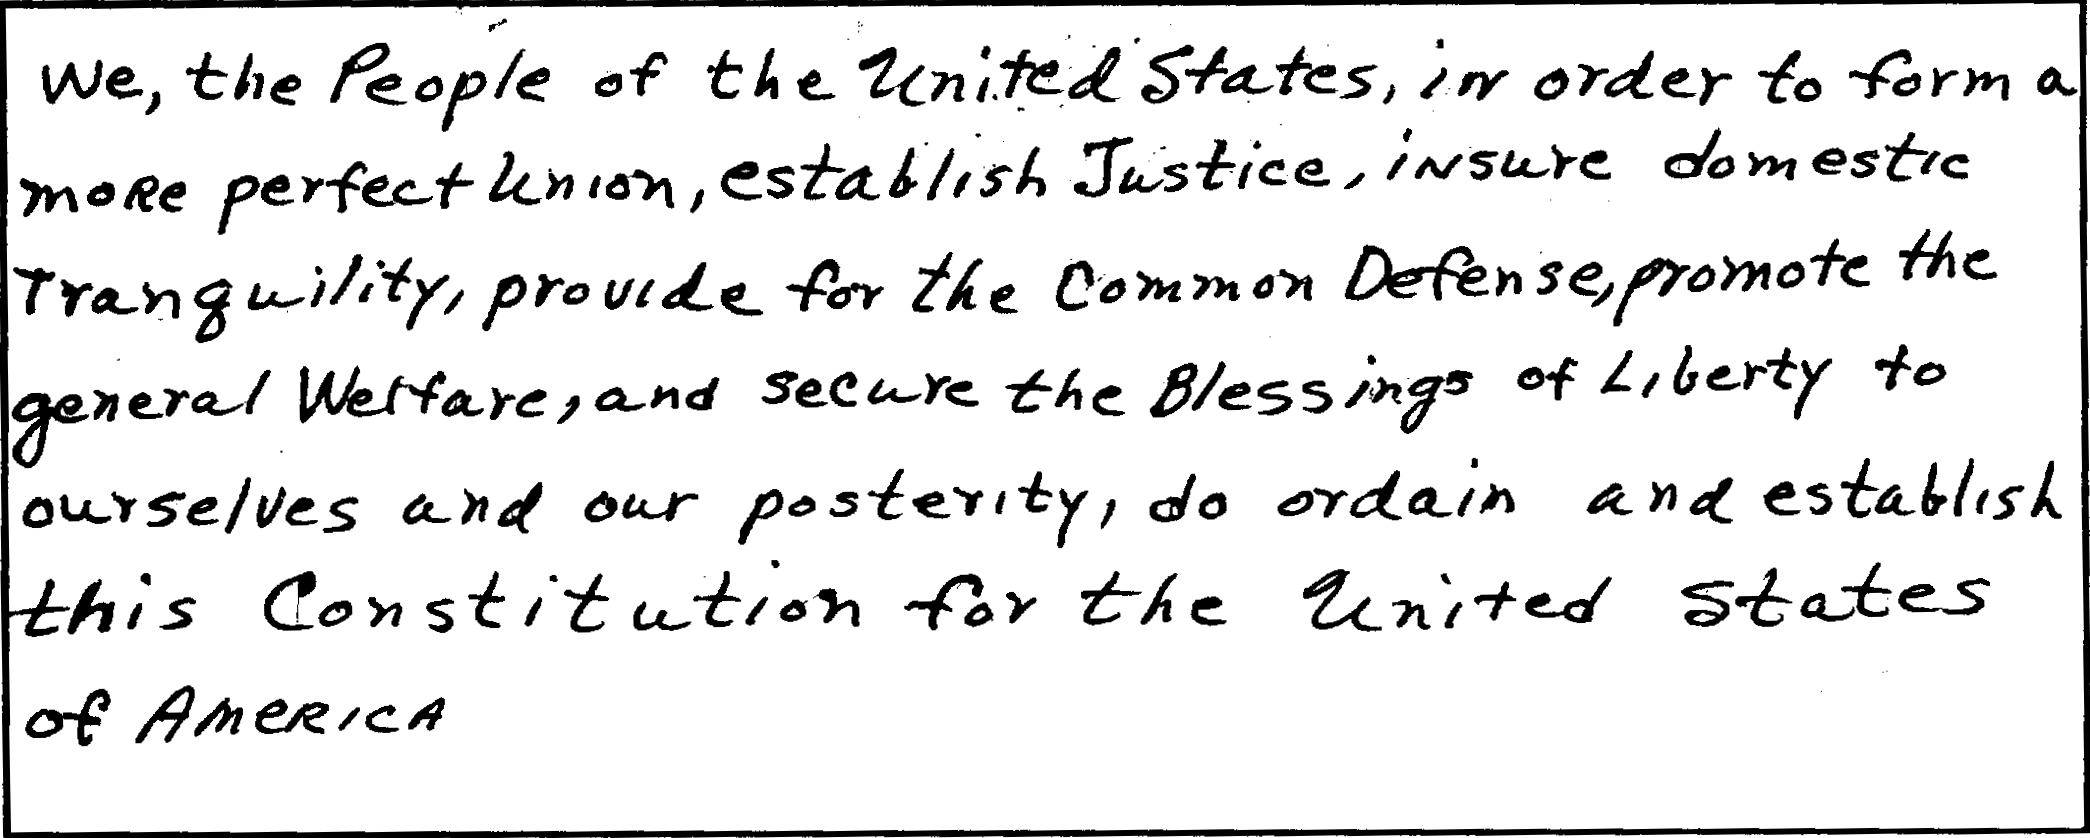 We, the People of the United States, in order to form a
more perfect Union, establish Justice, insure domestic
Tranquility, provide for the Common Defense, promote the
general Welfare, and secure the Blessings of Liberty to
ourselves and our posterity, do ordain and establish
this Constitution for the United States
of America